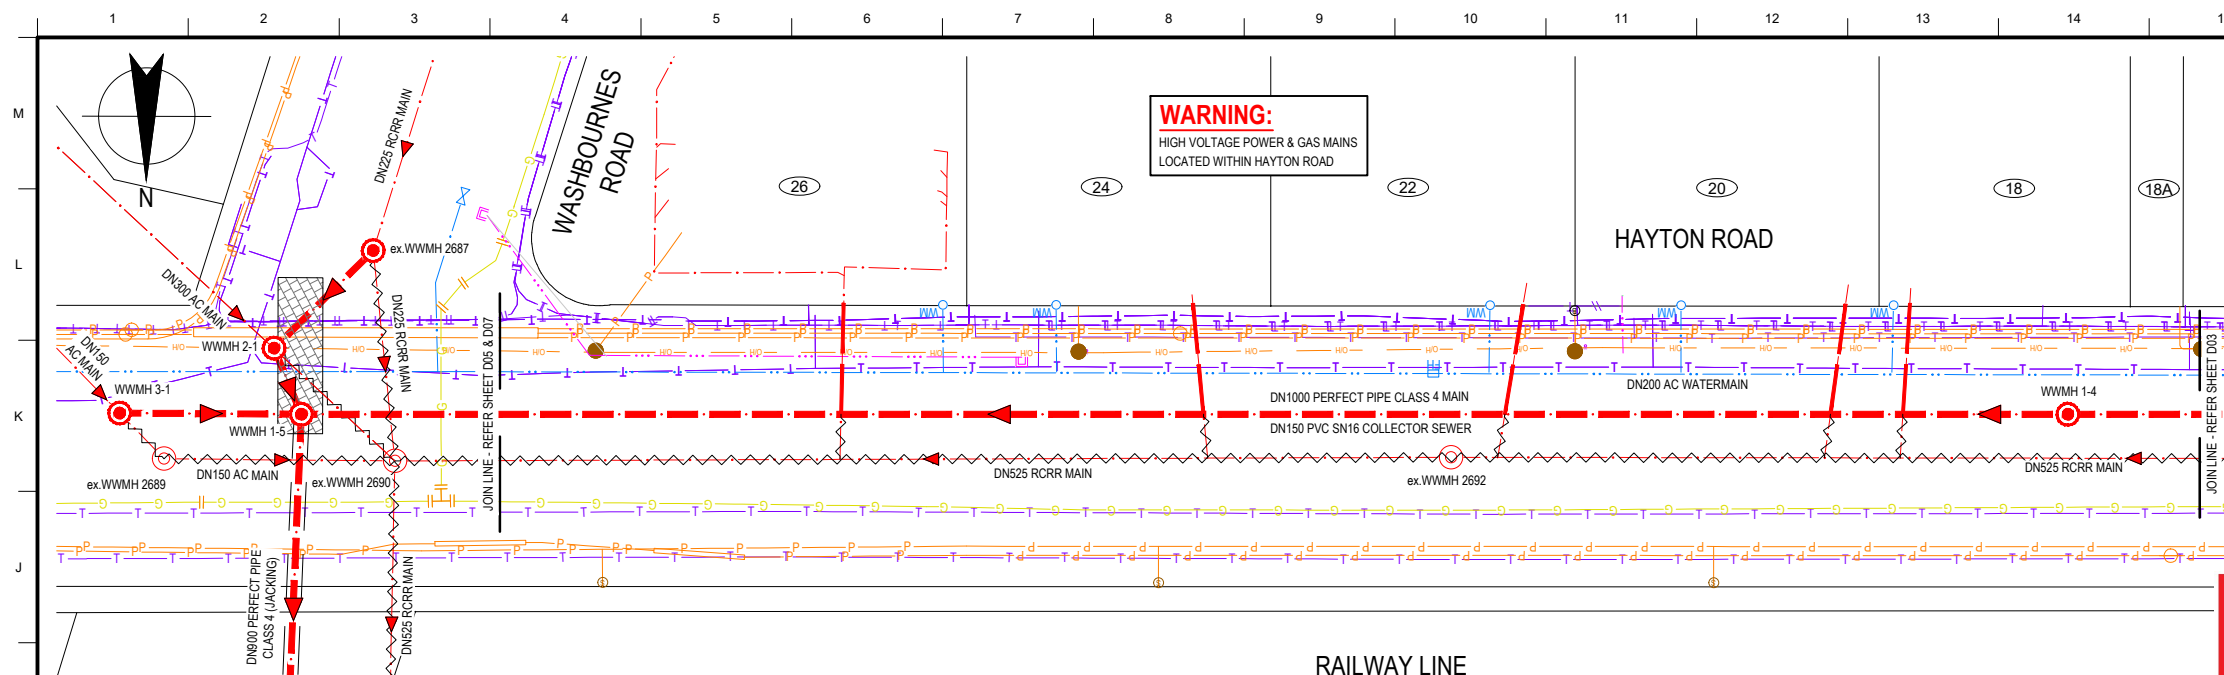 1 2 3 4 5 6 7 8 9 10 11 12 13 14 1
M
L
K
J
N
DN225 RCRR MAIN
WASHBOURNES
ROAD
WARNING:
HIGH VOLTAGE POWER & GAS MAINS
LOCATED WITHIN HAYTON ROAD
26
24
22
20
18
18A
HAYTON ROAD
ex.WWMH 2687
DN300 AC MAIN
DN225 RCRR MAIN
WWMH 2-1
DN150
AC MAIN
WWMH 3-1
WWMH 1-5
JOIN LINE - REFER SHEET D05 & D07
WM
WM
WM
WM
WM
DN200 AC WATERMAIN
DN1000 PERFECT PIPE CLASS 4 MAIN
DN150 PVC SN16 COLLECTOR SEWER
WWMH 1-4
JOIN LINE - REFER SHEET D03
DN150 AC MAIN
ex.WWMH 2689
ex.WWMH 2690
DN525 RCRR MAIN
ex.WWMH 2692
DN525 RCRR MAIN
DN900 PERFECT PIPE
CLASS 4 (JACKING)
DN525 RCRR MAIN
RAILWAY LINE